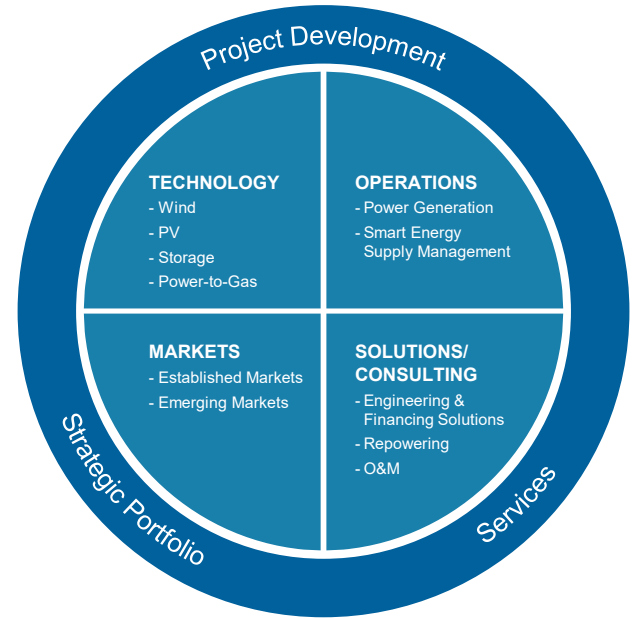 Project Development
TECHNOLOGY
- Wind
- PV
- Storage
- Power-to-Gas
OPERATIONS
- Power Generation
- Smart Energy
Supply Management
MARKETS
- Established Markets
- Emerging Markets
SOLUTIONS/
CONSULTING
- Engineering &
Financing Solutions
- Repowering
- O&M
Strategic Portfolio
Services